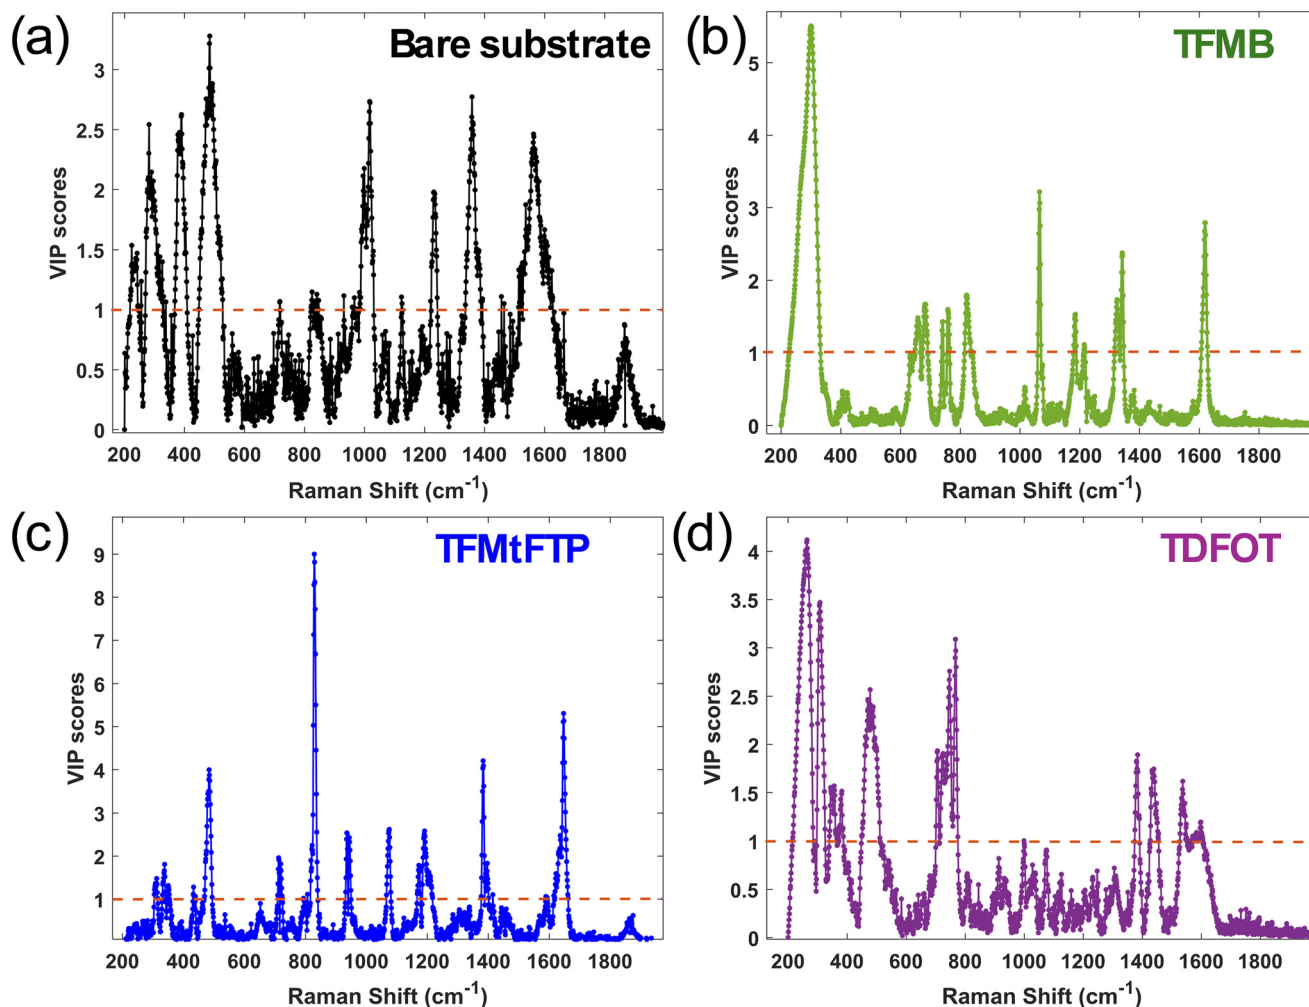 (a)
Bare substrate
VIP scores
3
2.5
2
1.5
1
0.5
0
200 400 600 800 1000 1200 1400 1600 1800
Raman Shift (cm-1)
(b)
TFMB
VIP scores
5
4
3
2
1
0
200 400 600 800 1000 1200 1400 1600 1800
Raman Shift (cm-1)
(c)
TFMtFTP
VIP scores
9
8
7
6
5
4
3
2
1
200 400 600 800 1000 1200 1400 1600 1800
Raman Shift (cm-1)
(d)
TDFOT
VIP scores
4
3.5
3
2.5
2
1.5
1
0.5
0
200 400 600 800 1000 1200 1400 1600 1800
Raman Shift (cm-1)